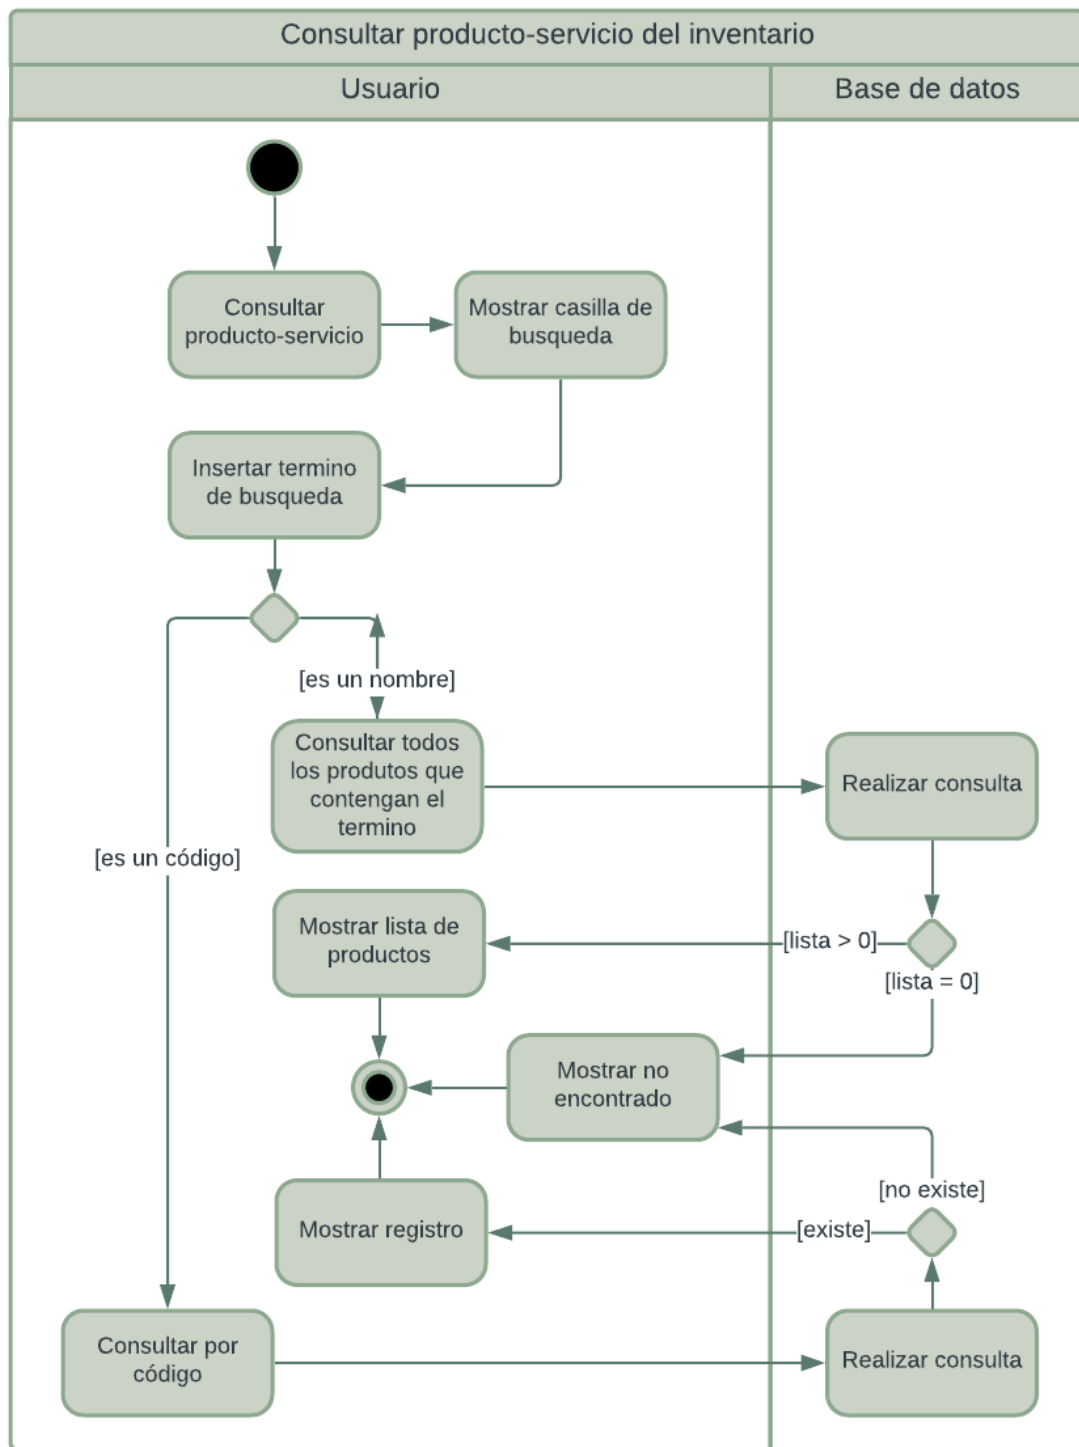 Consultar producto-servicio del inventario
Usuario
Base de datos
Consultar
producto-servicio
Mostrar casilla de
busqueda
Insertar termino
de busqueda
[es un nombre]
Consultar todos
los produtos que
contengan el
termino
Realizar consulta
[es un código]
Mostrar lista de
productos
[lista > 0]
[lista = 0]
Mostrar no
encontrado
[no existe]
Mostrar registro
[existe]
Consultar por
código
Realizar consulta